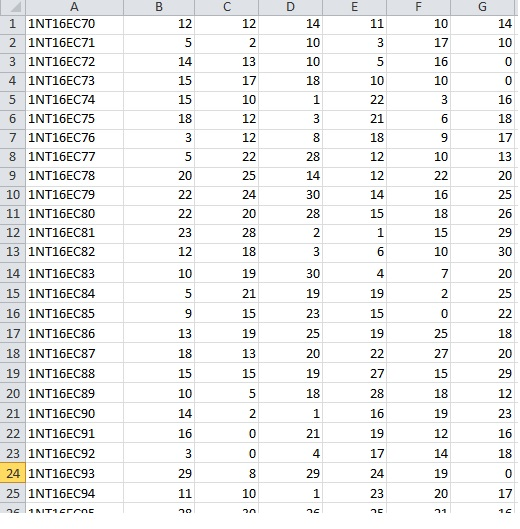 A B C D E F G
1 1NT16EC70 12 12 14 11 10 14
2 1NT16EC71 5 2 10 3 17 10
3 1NT16EC72 14 13 10 5 16 0
4 1NT16EC73 15 17 18 10 10 0
5 1NT16EC74 15 10 1 22 3 16
6 1NT16EC75 18 12 3 21 6 18
7 1NT16EC76 3 12 8 18 9 17
8 1NT16EC77 5 22 28 12 10 13
9 1NT16EC78 20 25 14 12 22 20
10 1NT16EC79 22 24 30 14 16 25
11 1NT16EC80 22 20 28 15 18 26
12 1NT16EC81 23 28 2 1 15 29
13 1NT16EC82 12 18 3 6 10 30
14 1NT16EC83 10 19 30 4 7 20
15 1NT16EC84 5 21 19 19 2 25
16 1NT16EC85 9 15 23 15 0 22
17 1NT16EC86 13 19 25 19 25 18
18 1NT16EC87 18 13 20 22 27 20
19 1NT16EC88 15 15 19 27 15 29
20 1NT16EC89 10 5 18 28 18 12
21 1NT16EC90 14 2 1 16 19 23
22 1NT16EC91 16 0 21 19 12 16
23 1NT16EC92 3 0 4 17 14 18
24 1NT16EC93 29 8 29 24 19 0
25 1NT16EC94 11 10 1 23 20 17
26 1NT16EC95 28 30 26 25 21 16